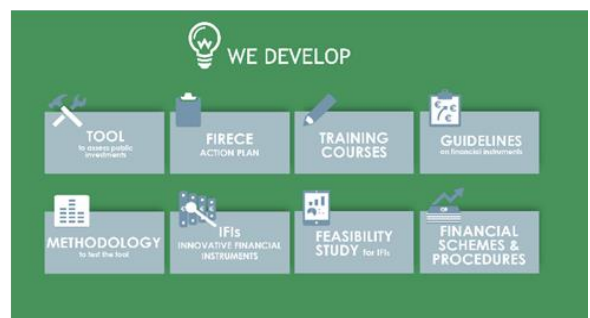 WE DEVELOP
TOOL
to assess public
investments
FIRECE
ACTION PLAN
TRAINING
COURSES
GUIDELINES
on financial instruments
METHODOLOGY
to test the tool
IFIs
INNOVATIVE FINANCIAL
INSTRUMENTS
FEASIBILITY
STUDY for IFIs
FINANCIAL
SCHEMES &
PROCEDURES